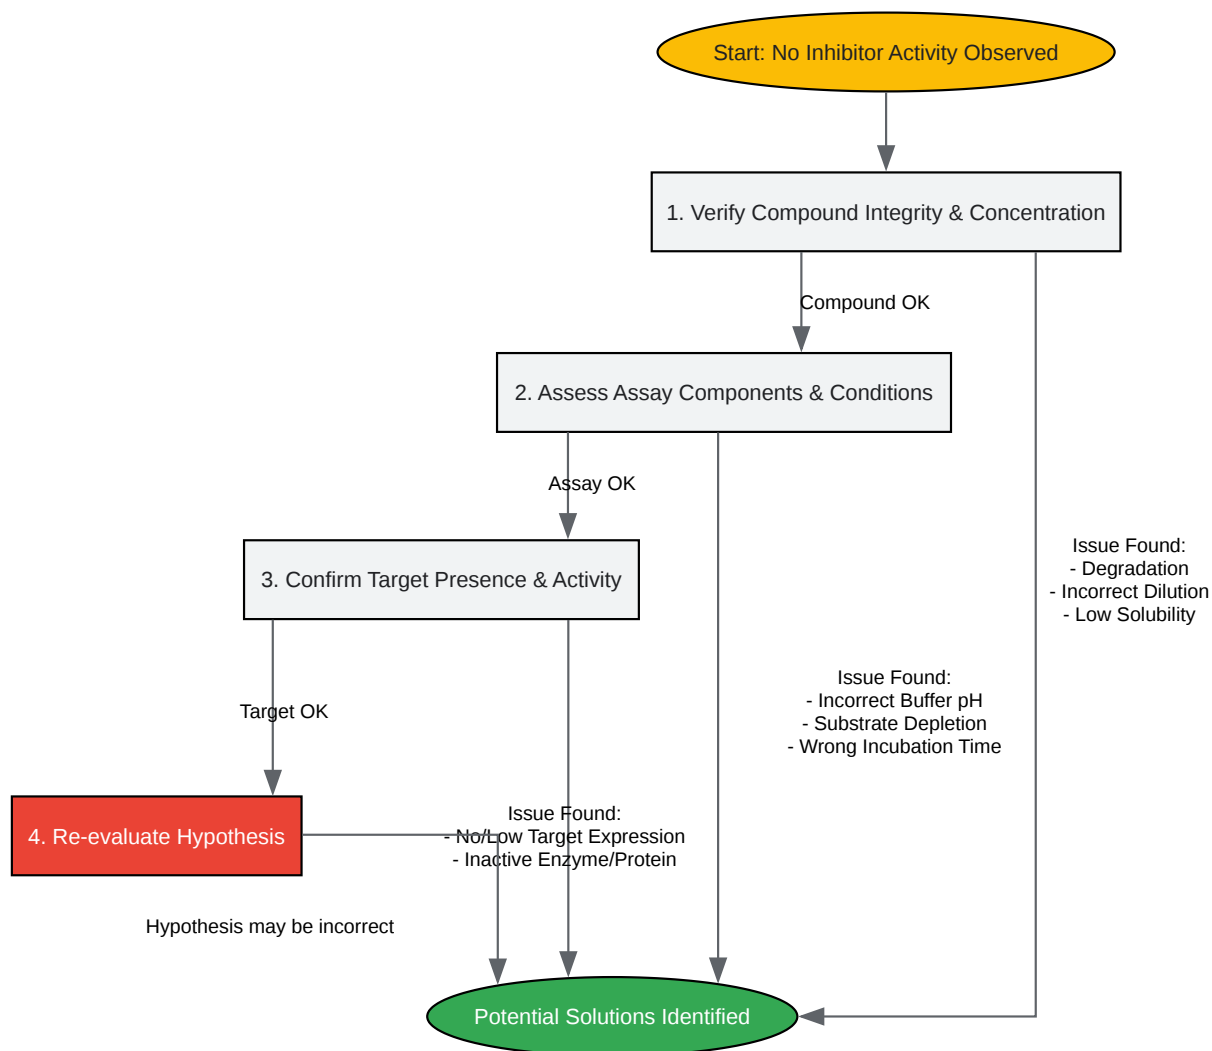 Start: No Inhibitor Activity Observed
1. Verify Compound Integrity & Concentration
Compound OK
2. Assess Assay Components & Conditions
Assay OK
Issue Found:
- Degradation
- Incorrect Dilution
- Low Solubility
3. Confirm Target Presence & Activity
Issue Found:
- Incorrect Buffer pH
- Substrate Depletion
- Wrong Incubation Time
Target OK
Issue Found:
- No/Low Target Expression
- Inactive Enzyme/Protein
4. Re-evaluate Hypothesis
Hypothesis may be incorrect
Potential Solutions Identified